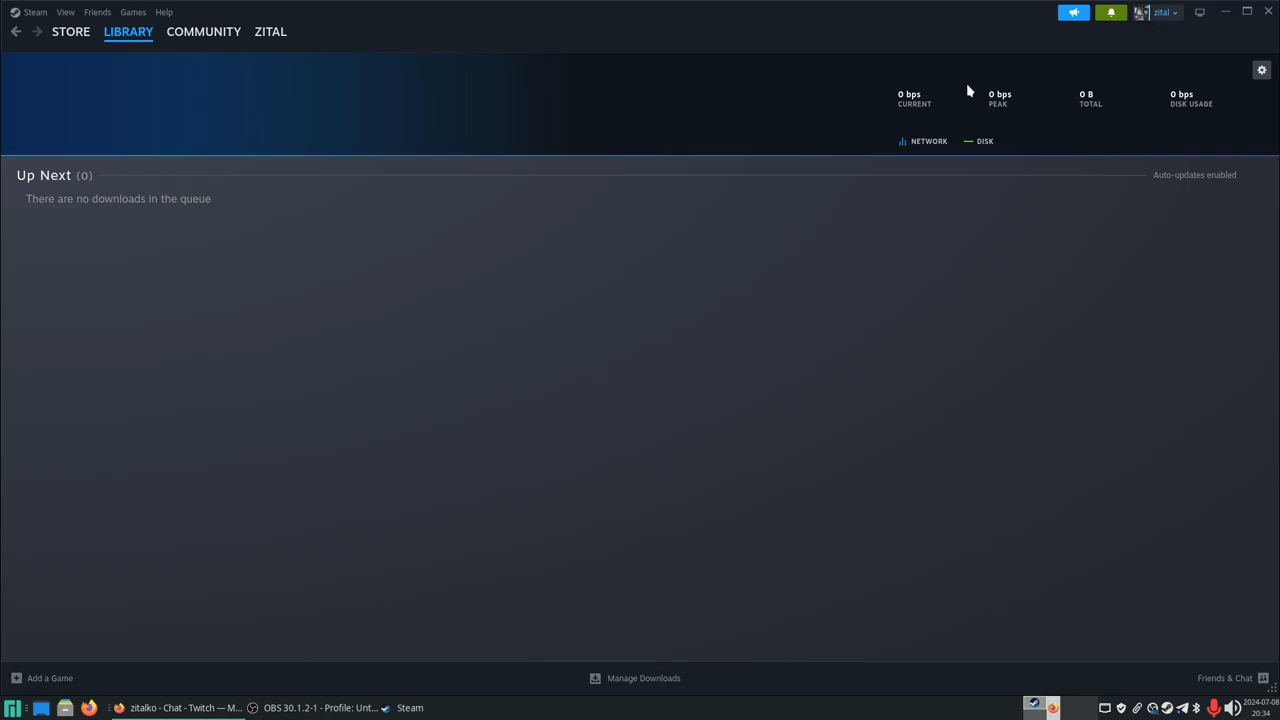 Steam View Friends Games Help zital
STORE LIBRARY COMMUNITY ZITAL
0 bps 0 bps 0 B 0 bps
CURRENT PEAK TOTAL DISK USAGE
NETWORK DISK
Up Next (0) Auto-updates enabled
There are no downloads in the queue
Add a Game Manage Downloads Friends & Chat
zitalko - Chat - Twitch — M... OBS 30.1.2-1 - Profile: Unt... Steam 2024-07-08
20:34